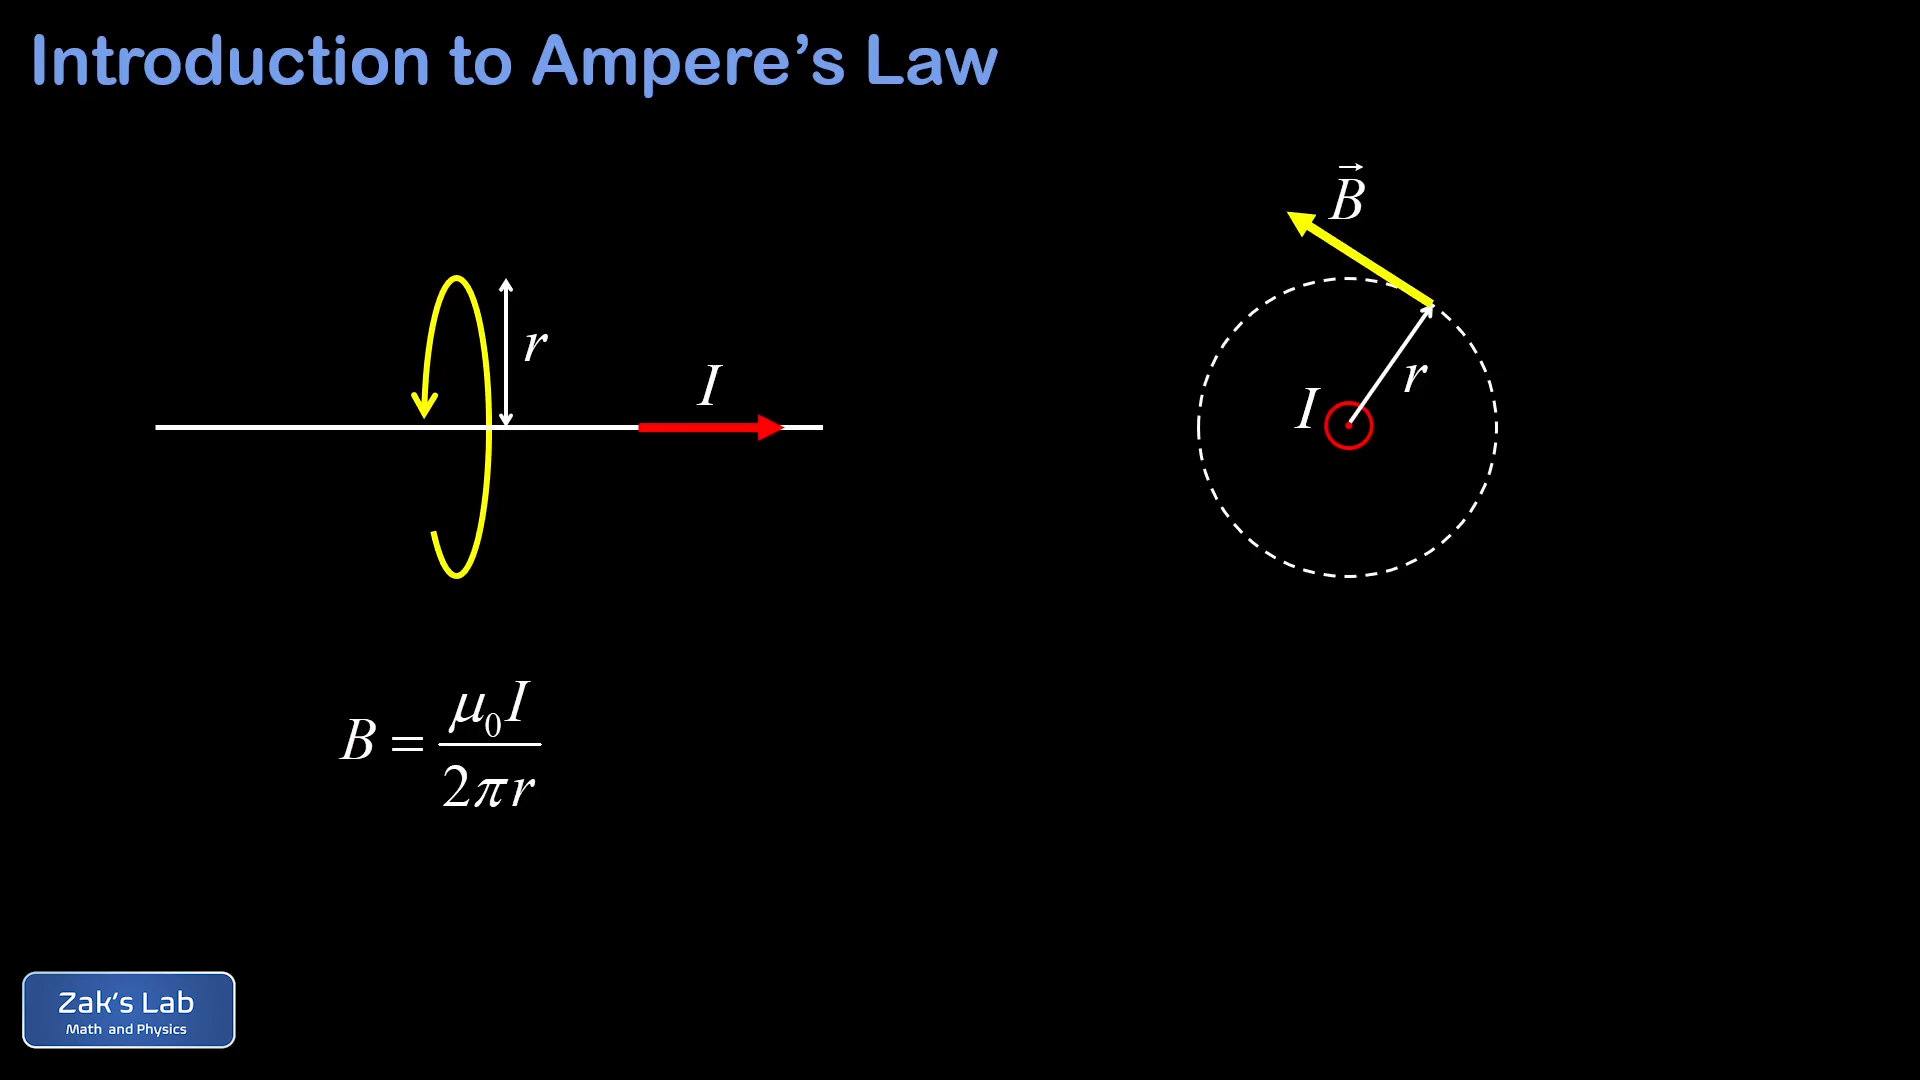 Introduction to Ampere’s Law
r
I
B⃗
r
I
B = μ₀I / 2πr
Zak’s Lab
Math and Physics